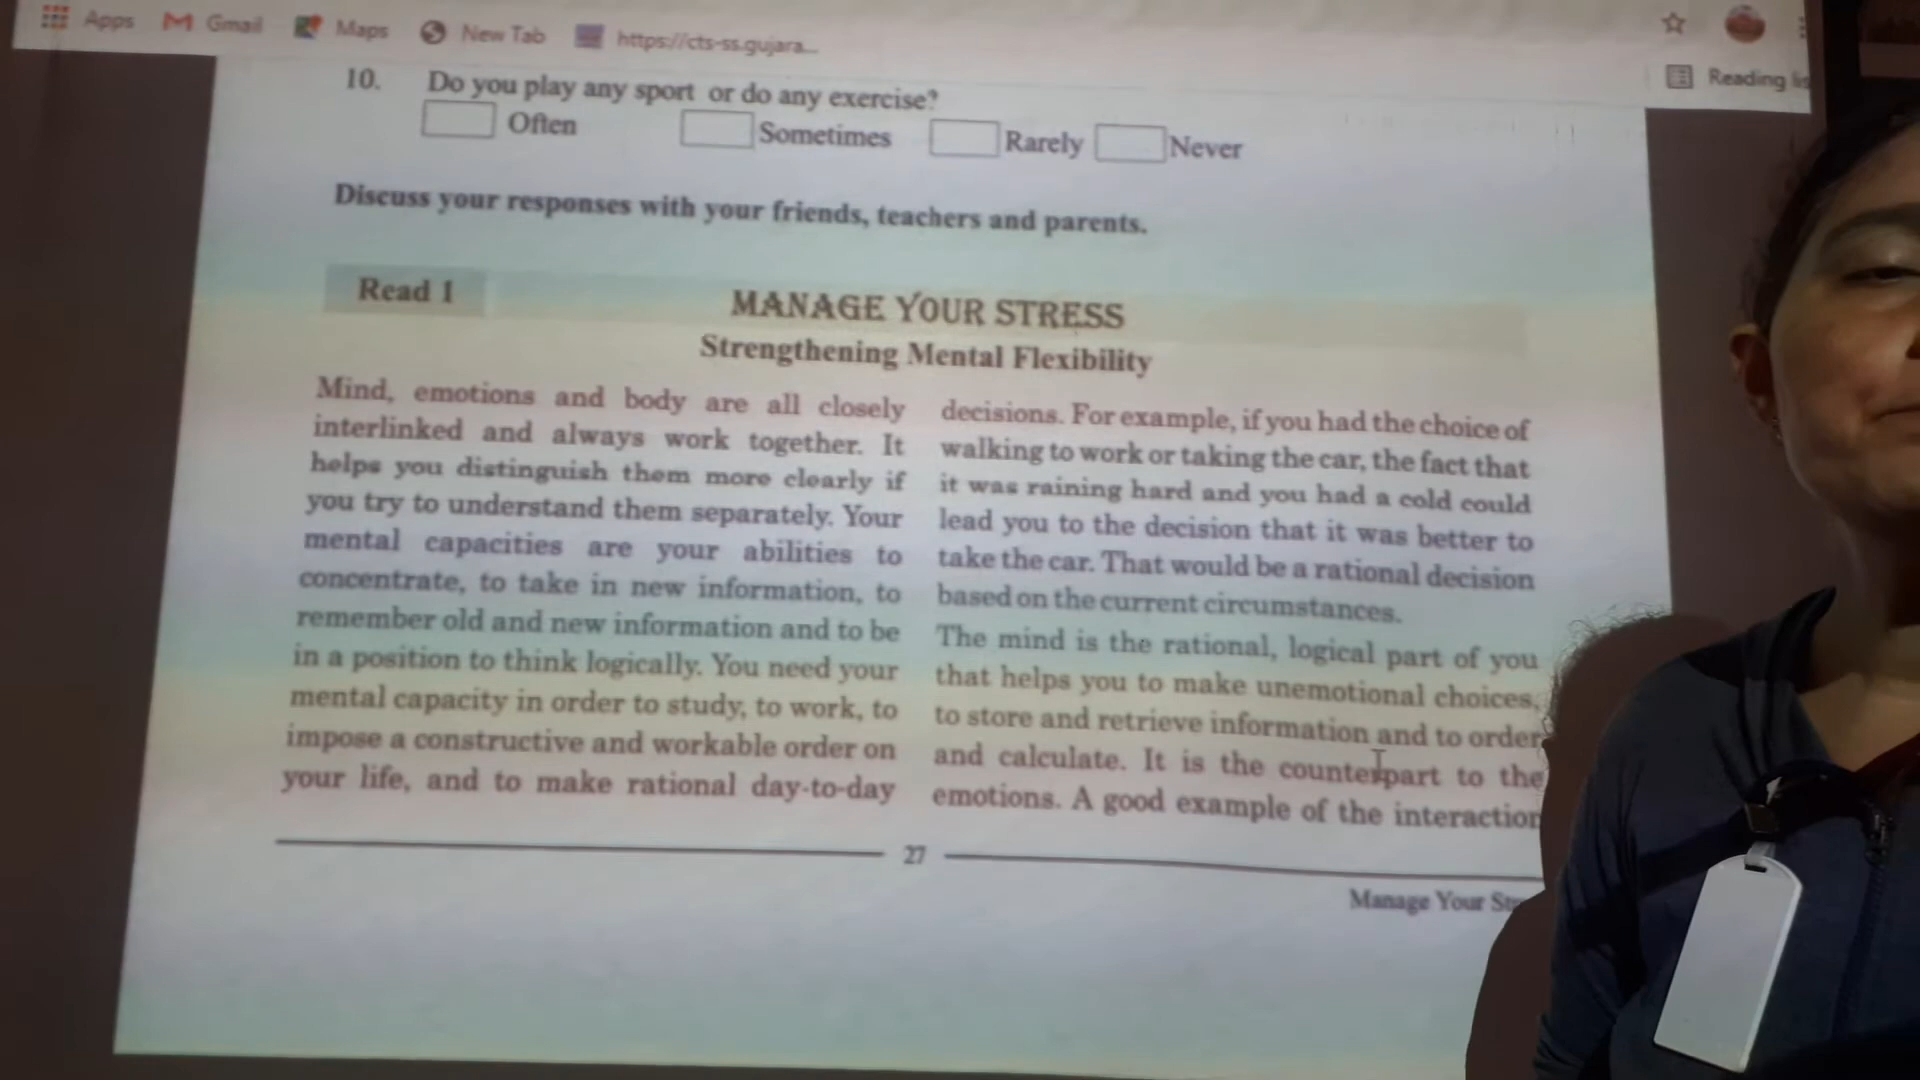 Apps Gmail Maps New Tab https://cts-ss.gujara...
Reading lis
10. Do you play any sport or do any exercise?
Often Sometimes Rarely Never
Discuss your responses with your friends, teachers and parents.
Read 1
MANAGE YOUR STRESS
Strengthening Mental Flexibility
Mind, emotions and body are all closely
interlinked and always work together. It
helps you distinguish them more clearly if
you try to understand them separately. Your
mental capacities are your abilities to
concentrate, to take in new information, to
remember old and new information and to be
in a position to think logically. You need your
mental capacity in order to study, to work, to
impose a constructive and workable order on
your life, and to make rational day-to-day
decisions. For example, if you had the choice of
walking to work or taking the car, the fact that
it was raining hard and you had a cold could
lead you to the decision that it was better to
take the car. That would be a rational decision
based on the current circumstances.
The mind is the rational, logical part of you
that helps you to make unemotional choices,
to store and retrieve information and to order
and calculate. It is the counterpart to the
emotions. A good example of the interaction
27
Manage Your